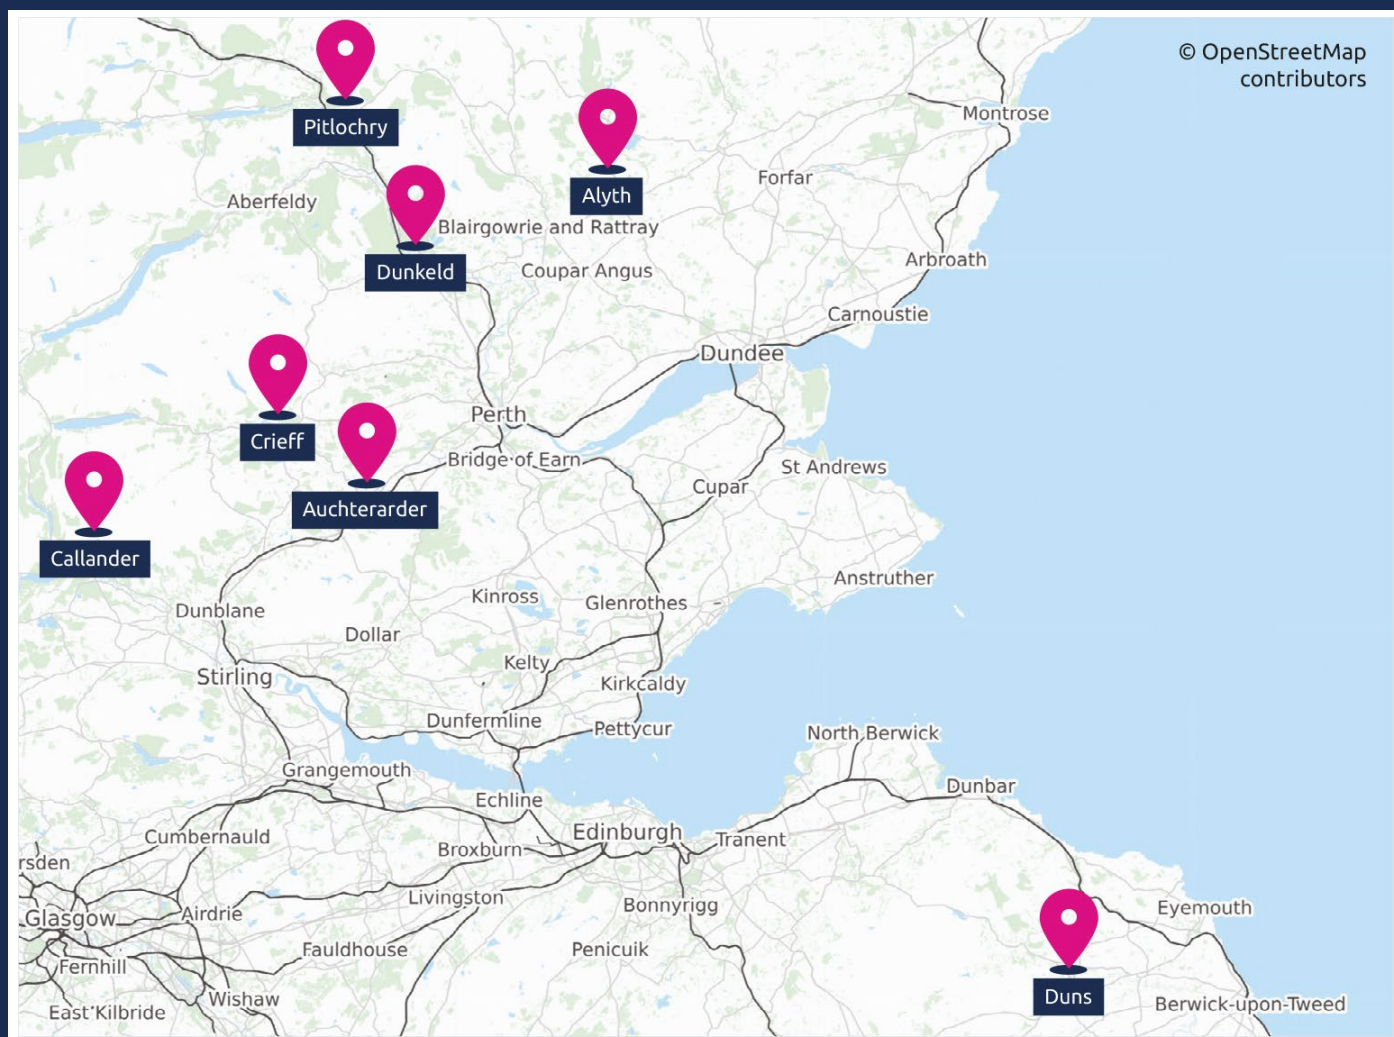 © OpenStreetMap
contributors
Pitlochry
Montrose
Alyth
Forfar
Aberfeldy
Blairgowrie and Rattray
Dunkeld
Coupar Angus
Arbroath
Carnoustie
Dundee
Perth
Crieff
Bridge of Earn
St Andrews
Cupar
Auchterarder
Callander
Anstruther
Kinross
Glenrothes
Dunblane
Dollar
Kelty
Stirling
Kirkcaldy
Dunfermline
Pettycur
North Berwick
Grangemouth
Dunbar
Echline
Edinburgh
Cumbernauld
Tranent
Broxburn
rsden
Livingston
Bonnyrigg
Eyemouth
Airdrie
Glasgow
Fauldhouse
Penicuik
Fernhill
Duns
Wishaw
Berwick-upon-Tweed
East Kilbride